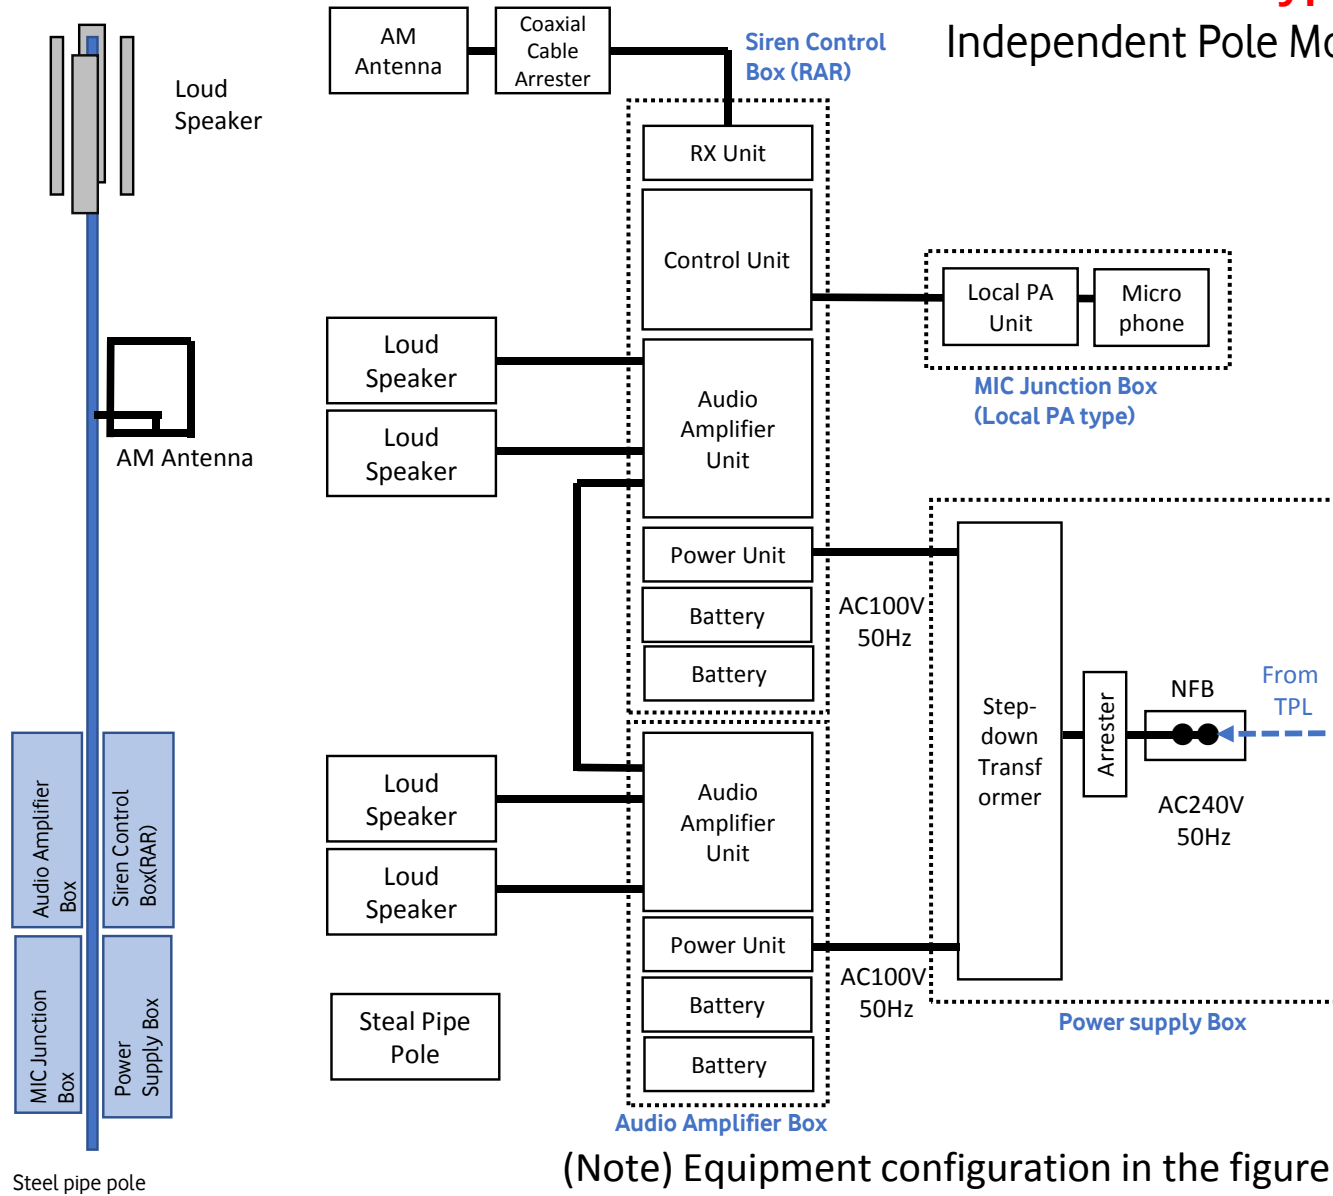 Independent Pole Mo
Loud
Speaker
AM Antenna
Audio Amplifier
Box
Siren Control
Box(RAR)
MIC Junction
Box
Power
Supply Box
Steel pipe pole
AM
Antenna
Coaxial
Cable
Arrester
Siren Control
Box (RAR)
RX Unit
Control Unit
Local PA
Unit
Micro
phone
MIC Junction Box
(Local PA type)
Loud
Speaker
Loud
Speaker
Audio
Amplifier
Unit
Power Unit
AC100V
50Hz
Battery
Battery
Step-
down
Transf
ormer
Arrester
NFB
From
TPL
AC240V
50Hz
Loud
Speaker
Loud
Speaker
Audio
Amplifier
Unit
Power Unit
AC100V
50Hz
Battery
Battery
Power supply Box
Steal Pipe
Pole
Audio Amplifier Box
(Note) Equipment configuration in the figure